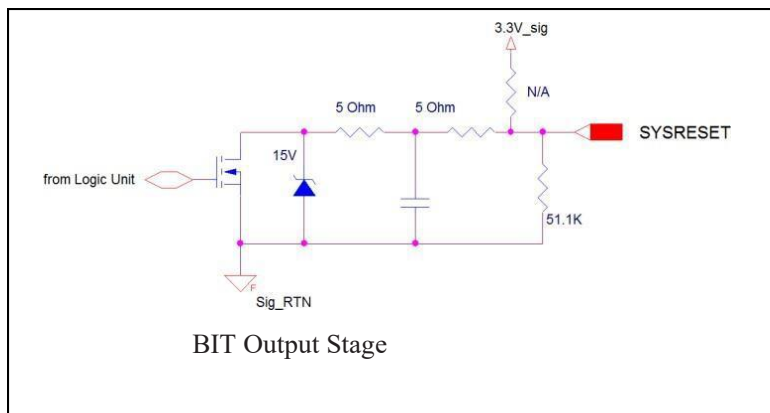 3.3V_sig
N/A
5 Ohm
5 Ohm
SYSRESET
15V
from Logic Unit
51.1K
F
Sig_RTN
BIT Output Stage